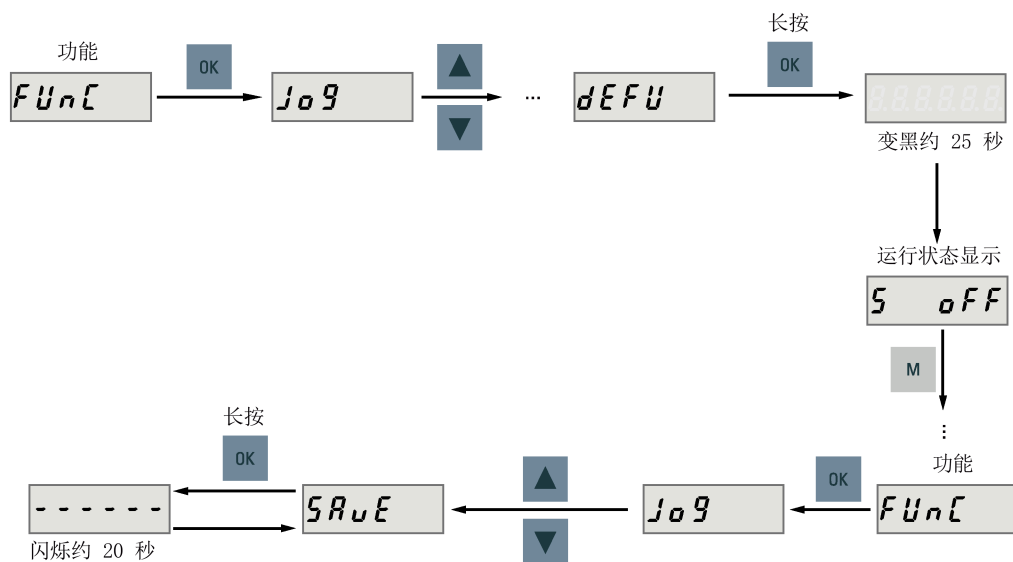 功能
FUnC
OK
Jog
...
dEFU
长按
OK
8.8.8.8.8.8.
变黑约 25 秒
运行状态显示
S oFF
M
...
功能
FUnC
OK
Jog
SAvE
长按
OK
- - - - - -
闪烁约 20 秒